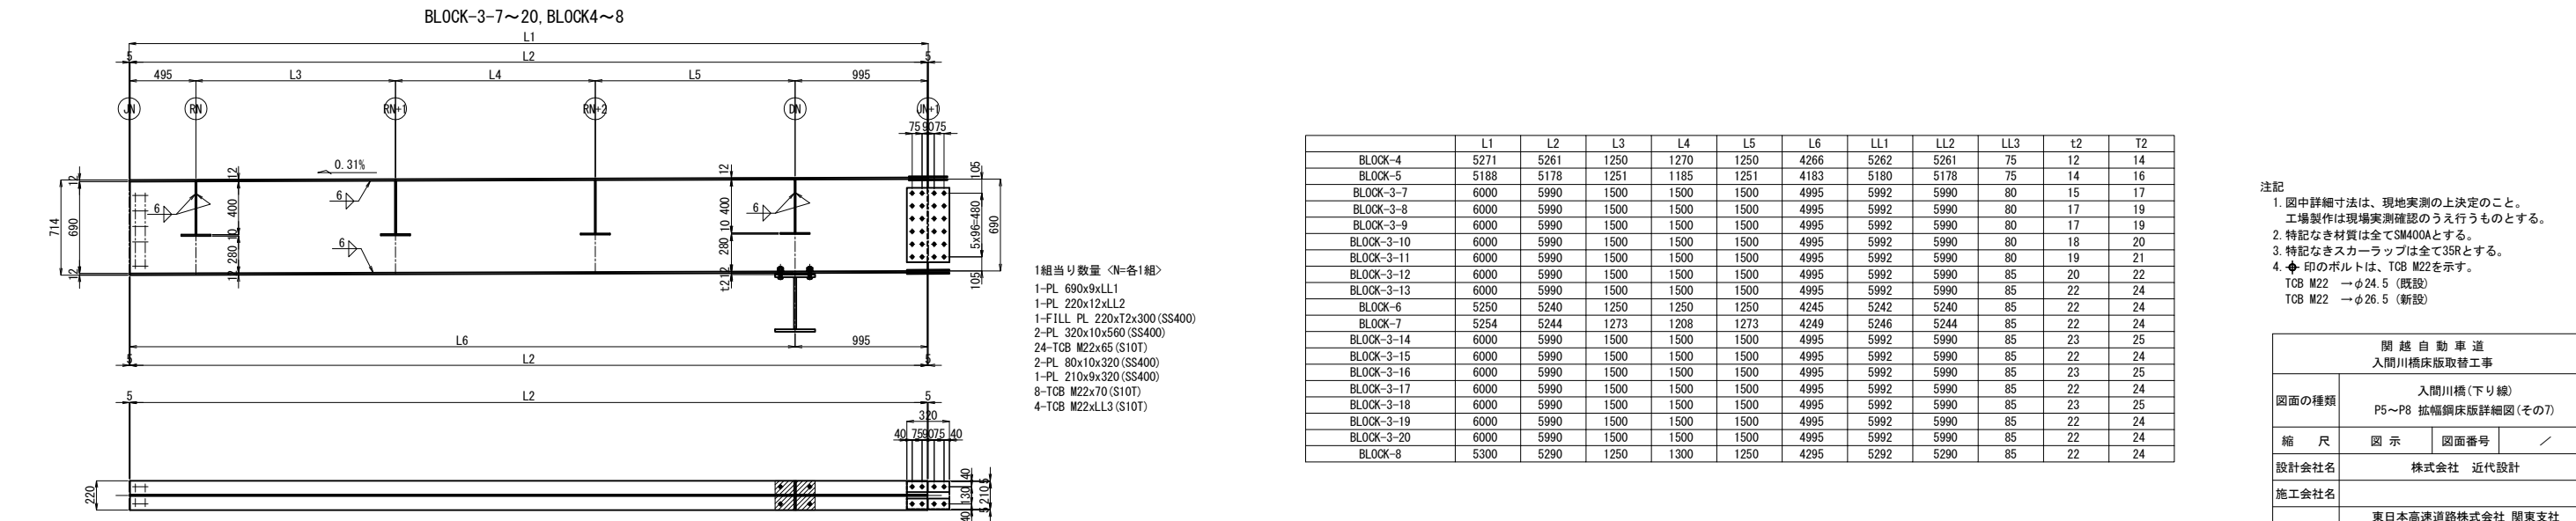 BLOCK-3-7～20,BLOCK4～8
L1
5 L2 5
495 L3 L4 L5 995
JN RN RN+1 RN+2 DN JN+1
75 90 75
0.31%
12 12 12 105
714 690 6 400 10 280 6 6 6 400 10 280 5x96=480 690
12 12 t2 12 105
L6 995
5 L2 5
5 L2 5
320
40 75 90 75 40
220
40 130 40
5 210 5
1組当り数量 <N=各1組>
1-PL 690x9xLL1
1-PL 220x12xLL2
1-FILL PL 220xT2x300(SS400)
2-PL 320x10x560(SS400)
24-TCB M22x65(S10T)
2-PL 80x10x320(SS400)
1-PL 210x9x320(SS400)
8-TCB M22x70(S10T)
4-TCB M22xLL3(S10T)
L1 L2 L3 L4 L5 L6 LL1 LL2 LL3 t2 T2
BLOCK-4 5271 5261 1250 1270 1250 4266 5262 5261 75 12 14
BLOCK-5 5188 5178 1251 1185 1251 4183 5180 5178 75 14 16
BLOCK-3-7 6000 5990 1500 1500 1500 4995 5992 5990 80 15 17
BLOCK-3-8 6000 5990 1500 1500 1500 4995 5992 5990 80 17 19
BLOCK-3-9 6000 5990 1500 1500 1500 4995 5992 5990 80 17 19
BLOCK-3-10 6000 5990 1500 1500 1500 4995 5992 5990 80 18 20
BLOCK-3-11 6000 5990 1500 1500 1500 4995 5992 5990 80 19 21
BLOCK-3-12 6000 5990 1500 1500 1500 4995 5992 5990 85 20 22
BLOCK-3-13 6000 5990 1500 1500 1500 4995 5992 5990 85 22 24
BLOCK-6 5250 5240 1250 1250 1250 4245 5242 5240 85 22 24
BLOCK-7 5254 5244 1273 1208 1273 4249 5246 5244 85 22 24
BLOCK-3-14 6000 5990 1500 1500 1500 4995 5992 5990 85 23 25
BLOCK-3-15 6000 5990 1500 1500 1500 4995 5992 5990 85 22 24
BLOCK-3-16 6000 5990 1500 1500 1500 4995 5992 5990 85 23 25
BLOCK-3-17 6000 5990 1500 1500 1500 4995 5992 5990 85 22 24
BLOCK-3-18 6000 5990 1500 1500 1500 4995 5992 5990 85 23 25
BLOCK-3-19 6000 5990 1500 1500 1500 4995 5992 5990 85 22 24
BLOCK-3-20 6000 5990 1500 1500 1500 4995 5992 5990 85 22 24
BLOCK-8 5300 5290 1250 1300 1250 4295 5292 5290 85 22 24
注記
1.図中詳細寸法は、現地実測の上決定のこと。
工場製作は現場実測確認のうえ行うものとする。
2.特記なき材質は全てSM400Aとする。
3.特記なきスカーラップは全て35Rとする。
4. 印のボルトは、TCB M22を示す。
TCB M22 →φ24.5 (既設)
TCB M22 →φ26.5 (新設)
関越自動車道
入間川橋床版取替工事
図面の種類 入間川橋(下り線)
P5～P8 拡幅鋼床版詳細図(その7)
縮 尺 図 示 図面番号 ／
設計会社名 株式会社 近代設計
施工会社名
東日本高速道路株式会社 関東支社